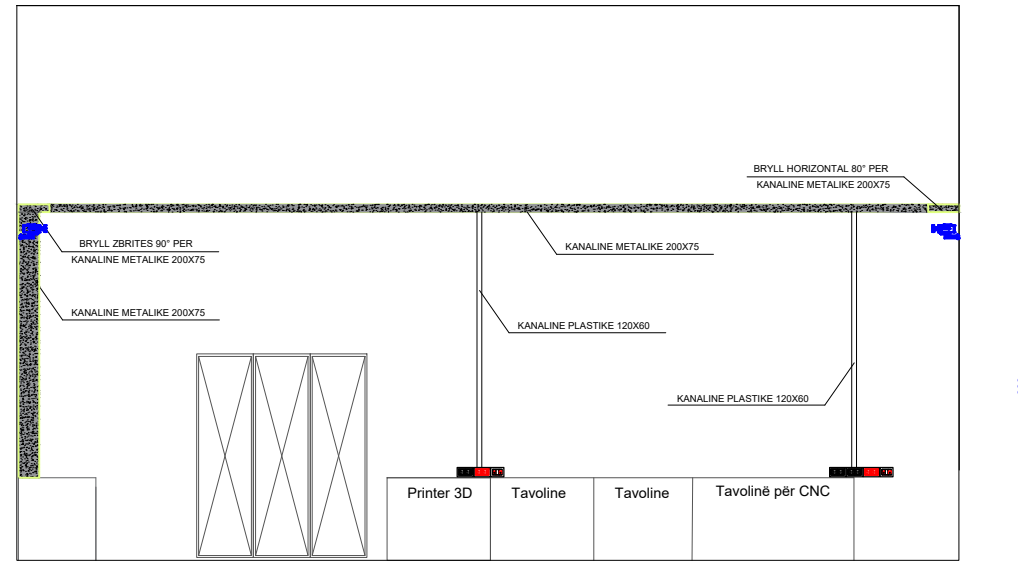 BRYLL HORIZONTAL 80° PER
KANALINE METALIKE 200X75
BRYLL ZBRITES 90° PER
KANALINE METALIKE 200X75
KANALINE METALIKE 200X75
KANALINE METALIKE 200X75
KANALINE PLASTIKE 120X60
KANALINE PLASTIKE 120X60
Printer 3D
Tavoline
Tavoline
Tavolinë për CNC